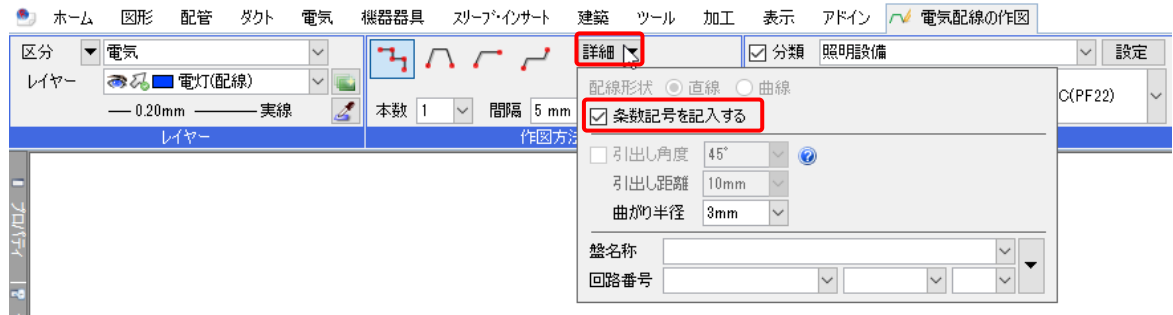 ホーム 図形 配管 ダクト 電気 機器器具 スリーブ・インサート 建築 ツール 加工 表示 アドイン 電気配線の作図
区分 電気 詳細 分類 照明設備 設定
レイヤー 電灯(配線) 配線形状 直線 曲線 C(PF22)
0.20mm 実線 本数 1 間隔 5 mm 条数記号を記入する
レイヤー 作図方法
引出し角度 45°
引出し距離 10mm
プロパティ 曲がり半径 3mm
盤名称
回路番号